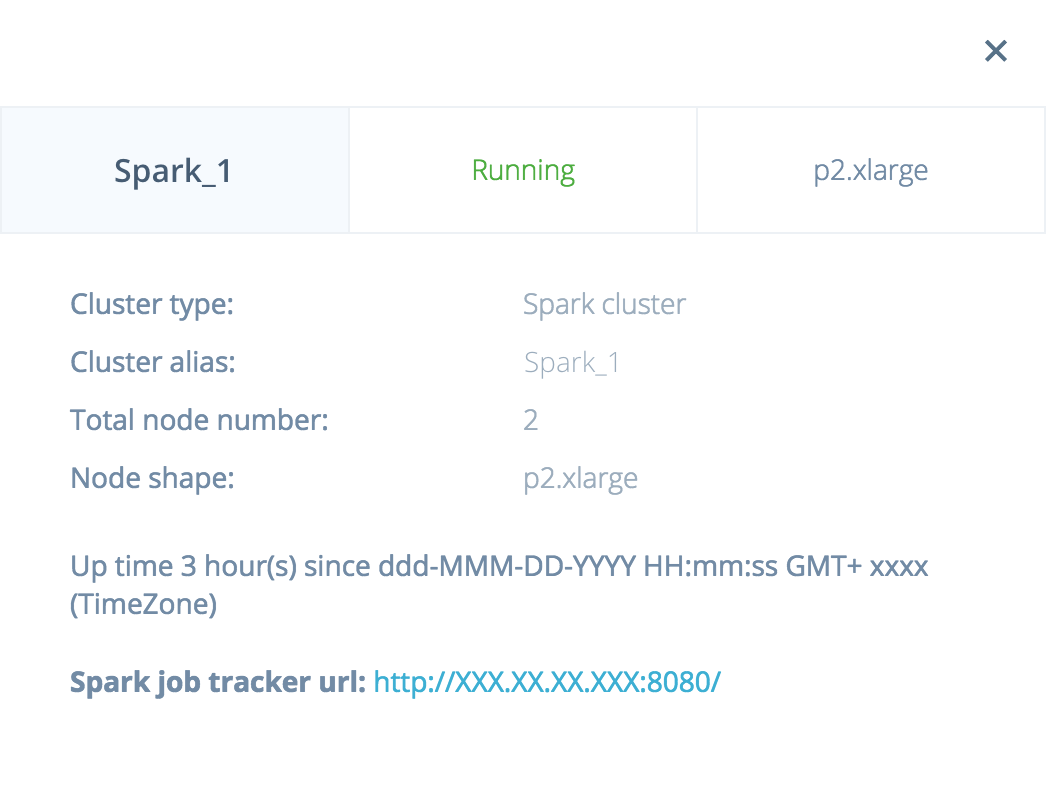 Spark_1 Running p2.xlarge
Cluster type: Spark cluster
Cluster alias: Spark_1
Total node number: 2
Node shape: p2.xlarge
Up time 3 hour(s) since ddd-MMM-DD-YYYY HH:mm:ss GMT+ xxxx
(TimeZone)
Spark job tracker url: http://XXX.XX.XX.XXX:8080/